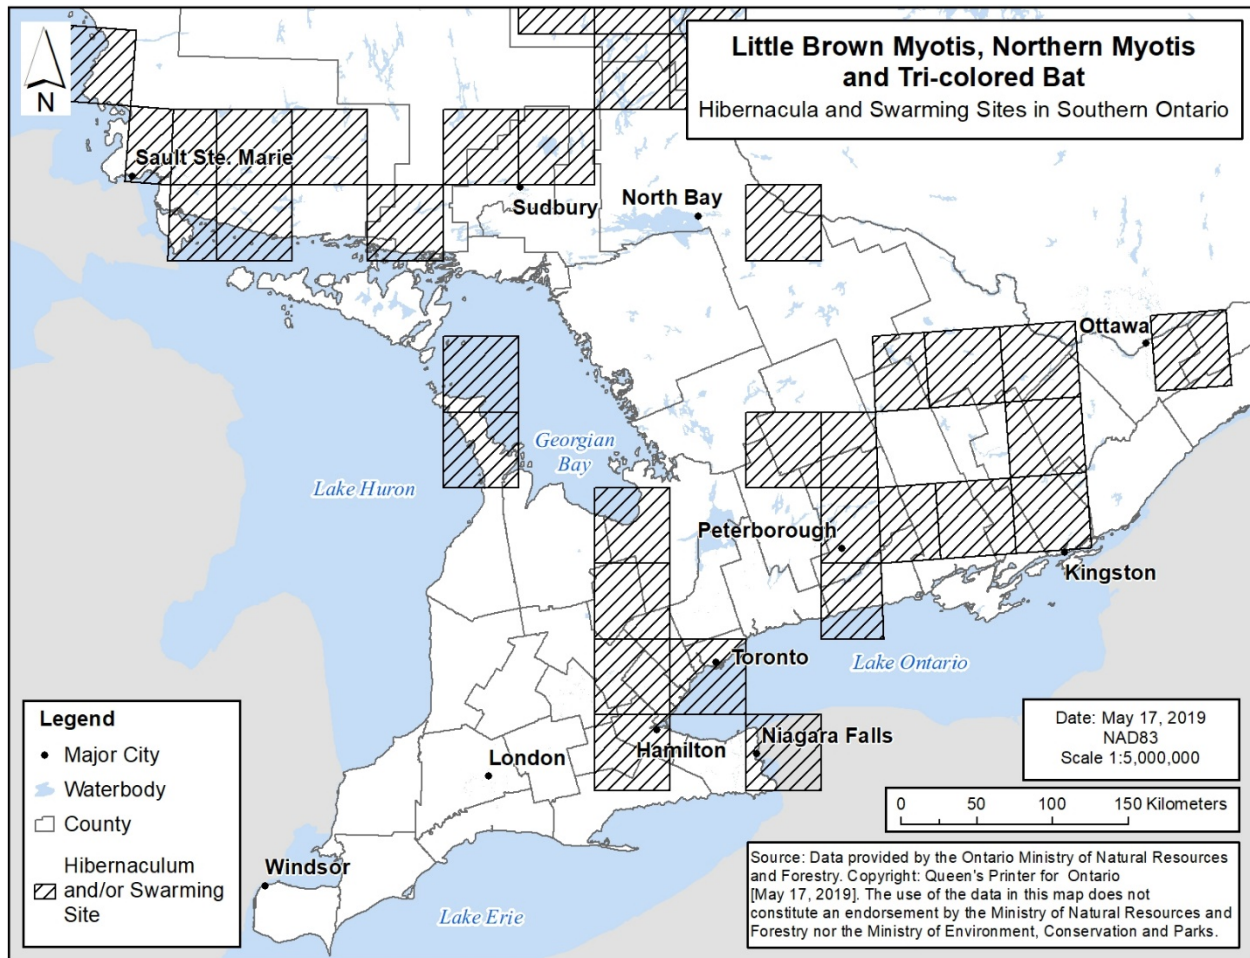 Little Brown Myotis, Northern Myotis
and Tri-colored Bat
Hibernacula and Swarming Sites in Southern Ontario
N
Sault Ste. Marie
Sudbury
North Bay
Ottawa
Georgian
Bay
Lake Huron
Peterborough
Kingston
Toronto
Lake Ontario
Hamilton
Niagara Falls
London
Windsor
Lake Erie
Legend
Major City
Waterbody
County
Hibernaculum
and/or Swarming
Site
Date: May 17, 2019
NAD83
Scale 1:5,000,000
0 50 100 150 Kilometers
Source: Data provided by the Ontario Ministry of Natural Resources
and Forestry. Copyright: Queen's Printer for Ontario
[May 17, 2019]. The use of the data in this map does not
constitute an endorsement by the Ministry of Natural Resources and
Forestry nor the Ministry of Environment, Conservation and Parks.